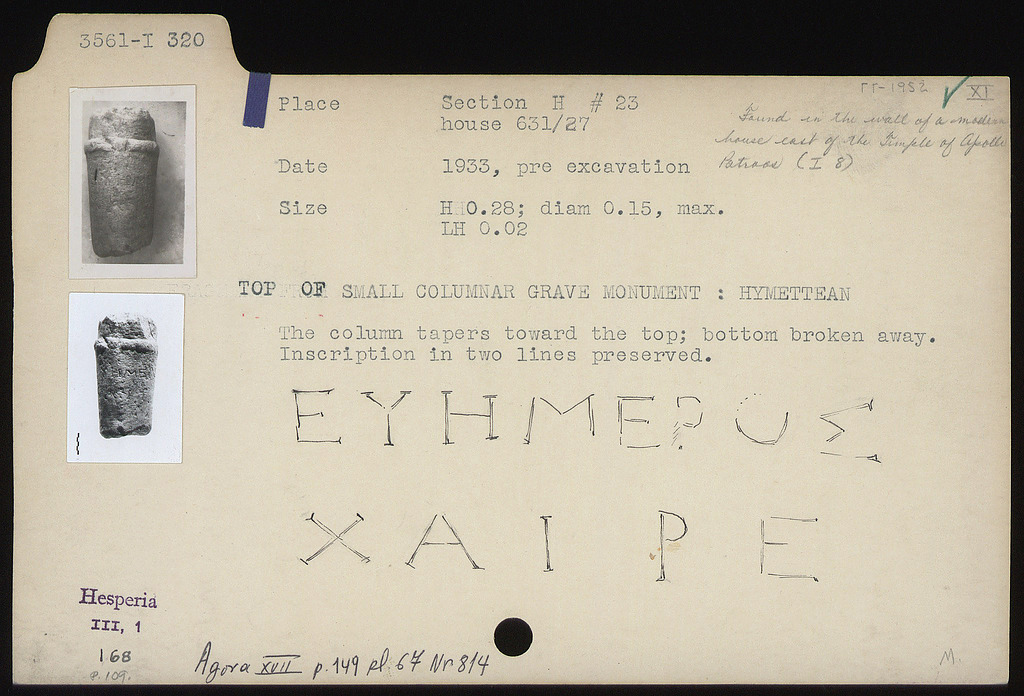 3561-I 320
rr-1952 XI
Place Section H # 23
house 631/27
Found in the wall of a modern
house east of the Temple of Apollo
Patroos (I 8)
Date 1933, pre excavation
Size H 0.28; diam 0.15, max.
LH 0.02
TOP OF SMALL COLUMNAR GRAVE MONUMENT : HYMETTEAN
The column tapers toward the top; bottom broken away.
Inscription in two lines preserved.
ΕΥΗΜΕΡΟΣ
ΧΑΙΡΕ
Hesperia
III, 1
168
P. 109.
Agora XVII p. 149 pl. 67 Nr 814
M.